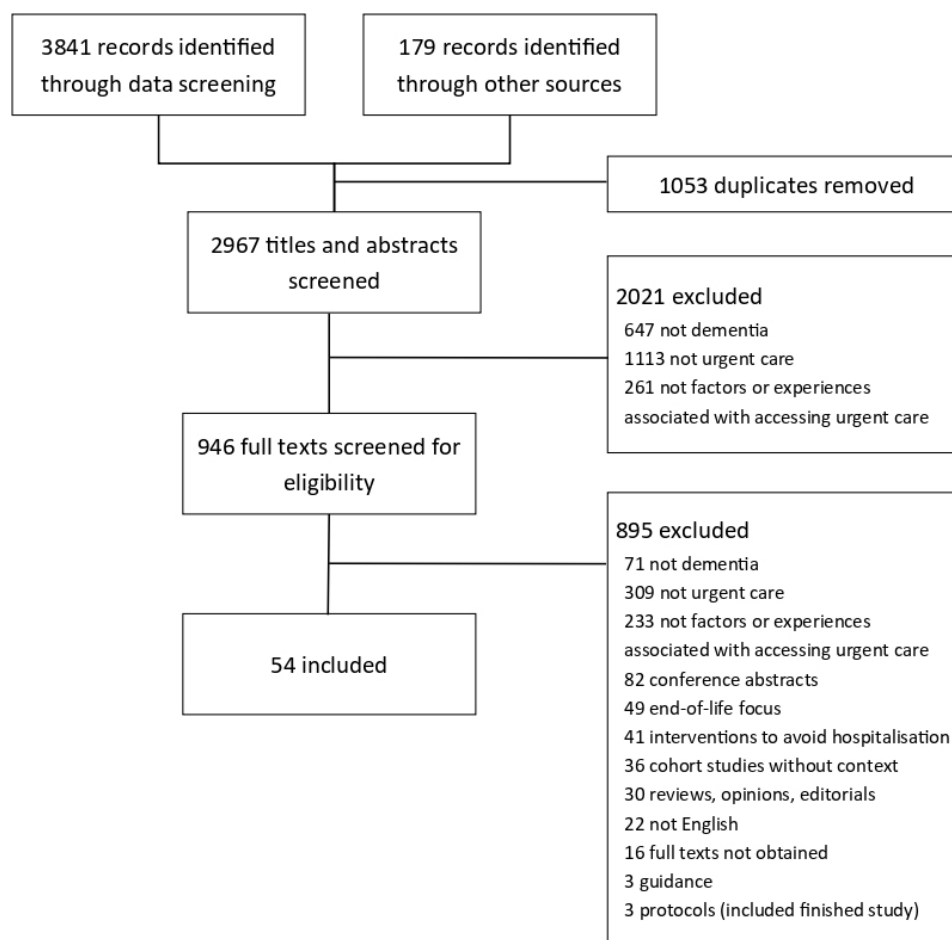 3841 records identified
through data screening
179 records identified
through other sources
1053 duplicates removed
2967 titles and abstracts
screened
2021 excluded
647 not dementia
1113 not urgent care
261 not factors or experiences
associated with accessing urgent care
946 full texts screened for
eligibility
895 excluded
71 not dementia
309 not urgent care
233 not factors or experiences
associated with accessing urgent care
82 conference abstracts
49 end-of-life focus
41 interventions to avoid hospitalisation
36 cohort studies without context
30 reviews, opinions, editorials
22 not English
16 full texts not obtained
3 guidance
3 protocols (included finished study)
54 included